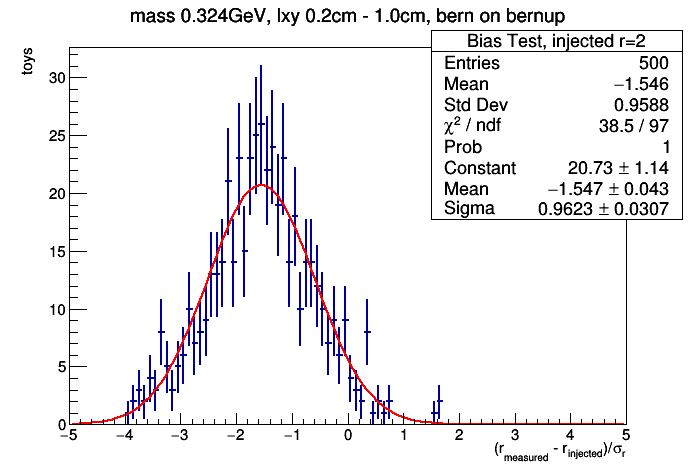 mass 0.324GeV, lxy 0.2cm - 1.0cm, bern on bernup
Bias Test, injected r=2
Entries 500
Mean −1.546
Std Dev 0.9588
χ² / ndf 38.5 / 97
Prob 1
Constant 20.73 ± 1.14
Mean −1.547 ± 0.043
Sigma 0.9623 ± 0.0307
toys
30
25
20
15
10
5
0
−5 −4 −3 −2 −1 0 1 2 3 4 5
(r_measured - r_injected)/σ_r